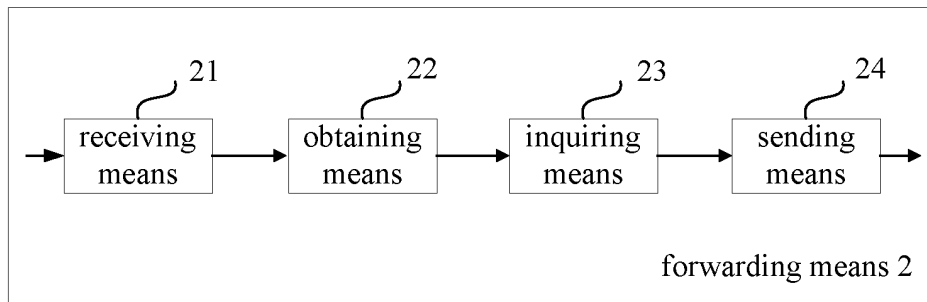 21
22
23
24
receiving
means
obtaining
means
inquiring
means
sending
means
forwarding means 2